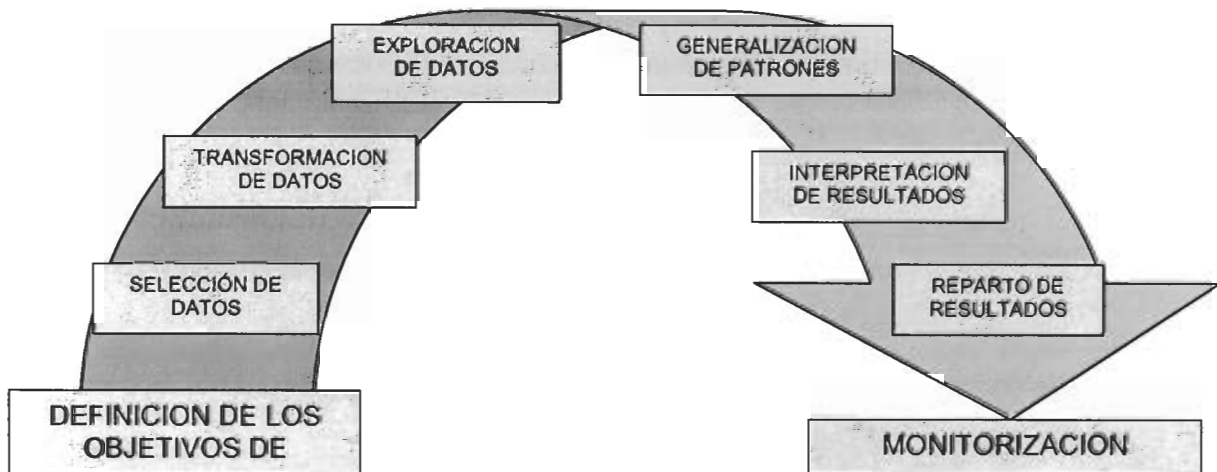 EXPLORACION
DE DATOS
GENERALIZACION
DE PATRONES
TRANSFORMACION
DE DATOS
INTERPRETACION
DE RESULTADOS
SELECCIÓN DE
DATOS
REPARTO DE
RESULTADOS
DEFINICION DE LOS
OBJETIVOS DE
MONITORIZACION